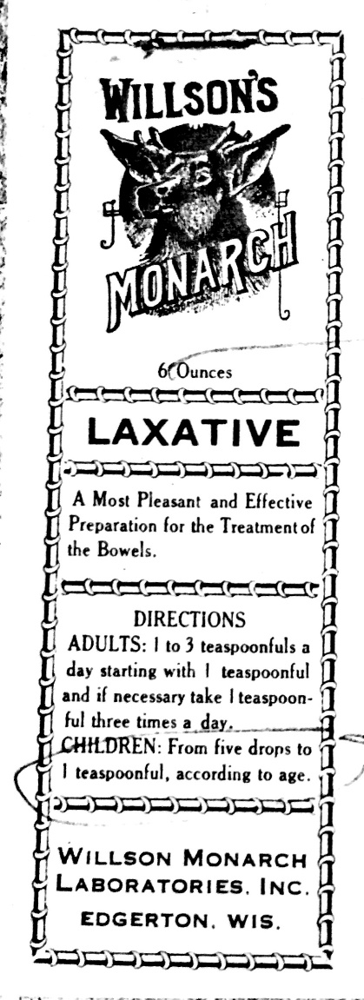 WILLSON'S
MONARCH
6 Ounces
LAXATIVE
A Most Pleasant and Effective
Preparation for the Treatment of
the Bowels.
DIRECTIONS
ADULTS: 1 to 3 teaspoonfuls a
day starting with 1 teaspoonful
and if necessary take 1 teaspoon-
ful three times a day.
CHILDREN: From five drops to
1 teaspoonful, according to age.
WILLSON MONARCH
LABORATORIES, INC.
EDGERTON, WIS.